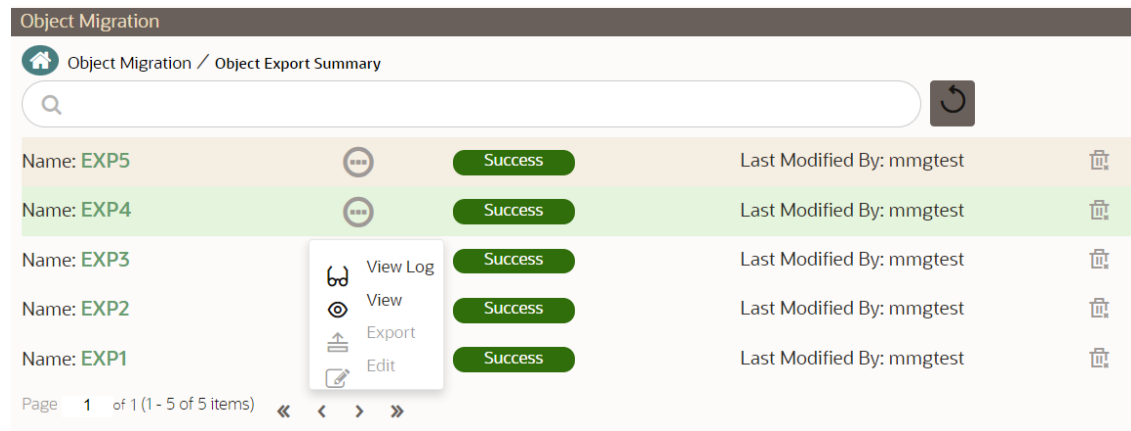 Object Migration
Object Migration / Object Export Summary
Name: EXP5 Success Last Modified By: mmgtest
Name: EXP4 Success Last Modified By: mmgtest
Name: EXP3 Success Last Modified By: mmgtest
Name: EXP2 Success Last Modified By: mmgtest
Name: EXP1 Success Last Modified By: mmgtest
View Log
View
Export
Edit
Page 1 of 1 (1 - 5 of 5 items) « ‹ › »